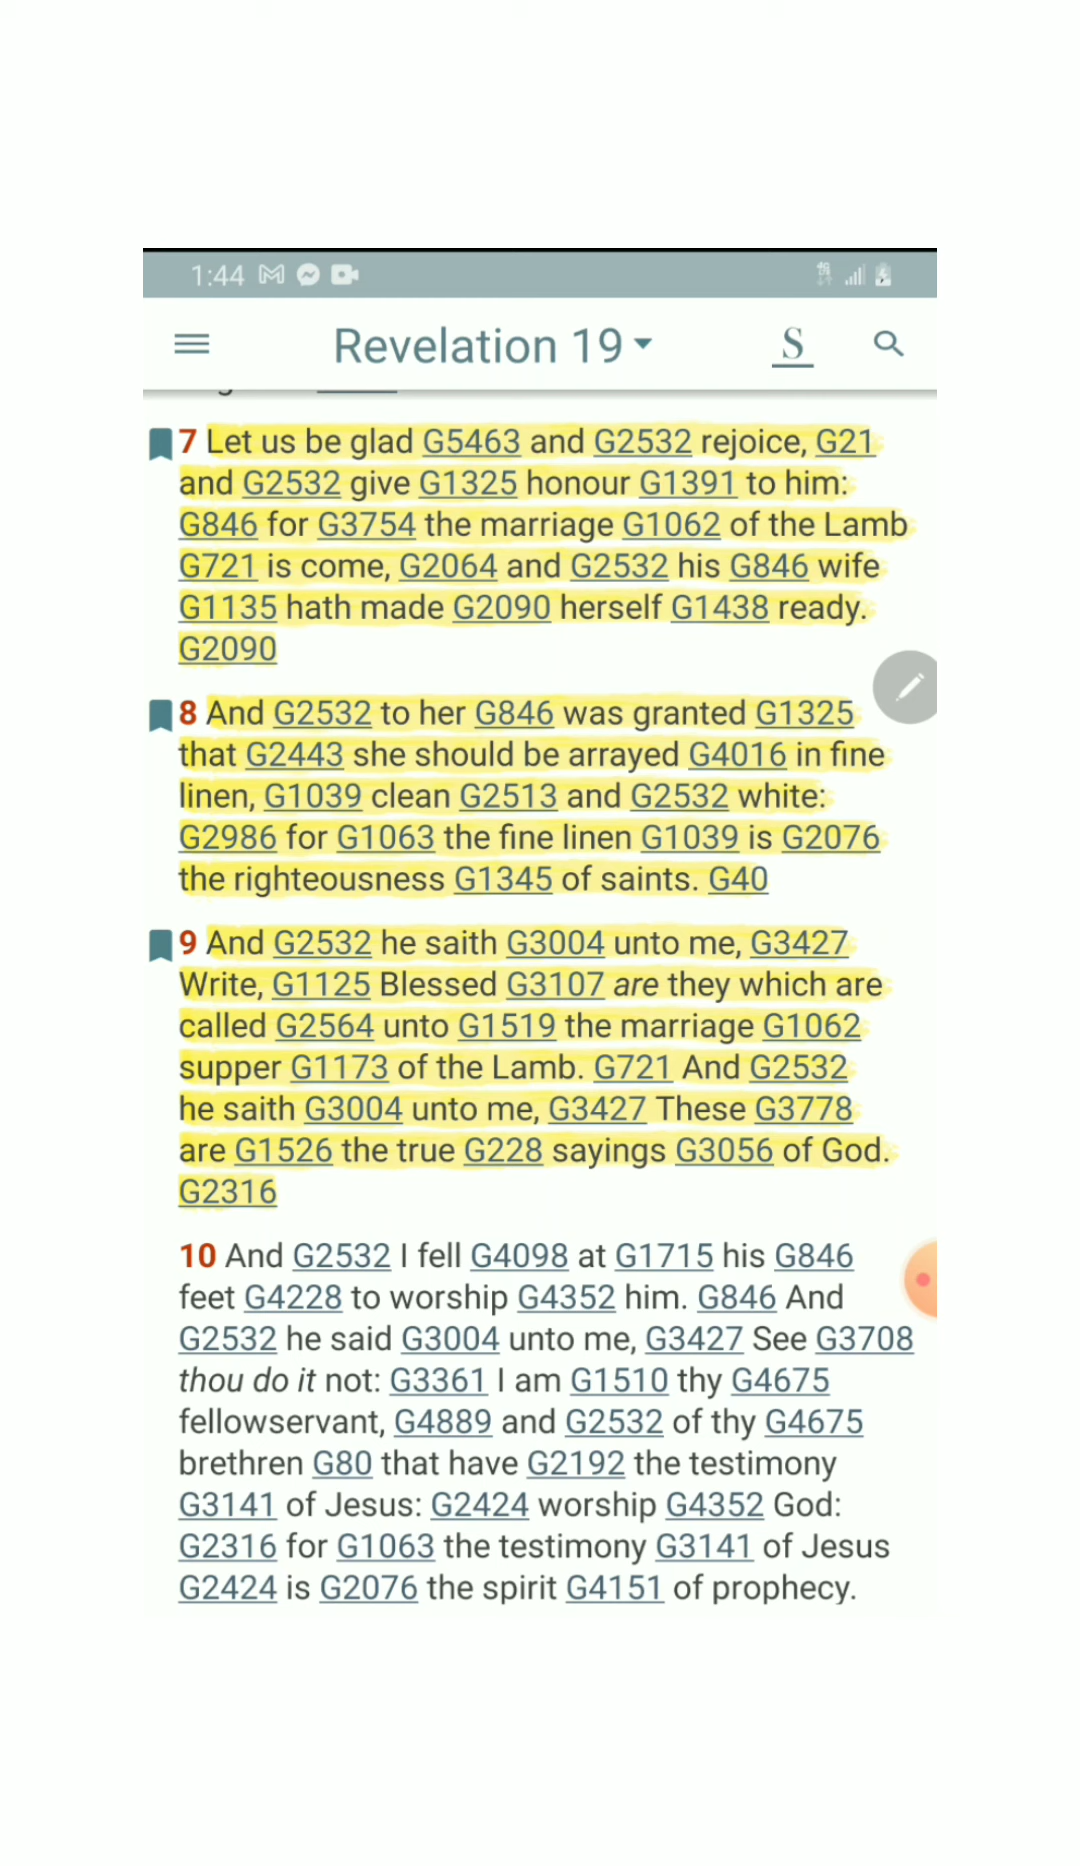 1:44
Revelation 19 S
7 Let us be glad G5463 and G2532 rejoice, G21
and G2532 give G1325 honour G1391 to him:
G846 for G3754 the marriage G1062 of the Lamb
G721 is come, G2064 and G2532 his G846 wife
G1135 hath made G2090 herself G1438 ready.
G2090
8 And G2532 to her G846 was granted G1325
that G2443 she should be arrayed G4016 in fine
linen, G1039 clean G2513 and G2532 white:
G2986 for G1063 the fine linen G1039 is G2076
the righteousness G1345 of saints. G40
9 And G2532 he saith G3004 unto me, G3427
Write, G1125 Blessed G3107 are they which are
called G2564 unto G1519 the marriage G1062
supper G1173 of the Lamb. G721 And G2532
he saith G3004 unto me, G3427 These G3778
are G1526 the true G228 sayings G3056 of God.
G2316
10 And G2532 I fell G4098 at G1715 his G846
feet G4228 to worship G4352 him. G846 And
G2532 he said G3004 unto me, G3427 See G3708
thou do it not: G3361 I am G1510 thy G4675
fellowservant, G4889 and G2532 of thy G4675
brethren G80 that have G2192 the testimony
G3141 of Jesus: G2424 worship G4352 God:
G2316 for G1063 the testimony G3141 of Jesus
G2424 is G2076 the spirit G4151 of prophecy.